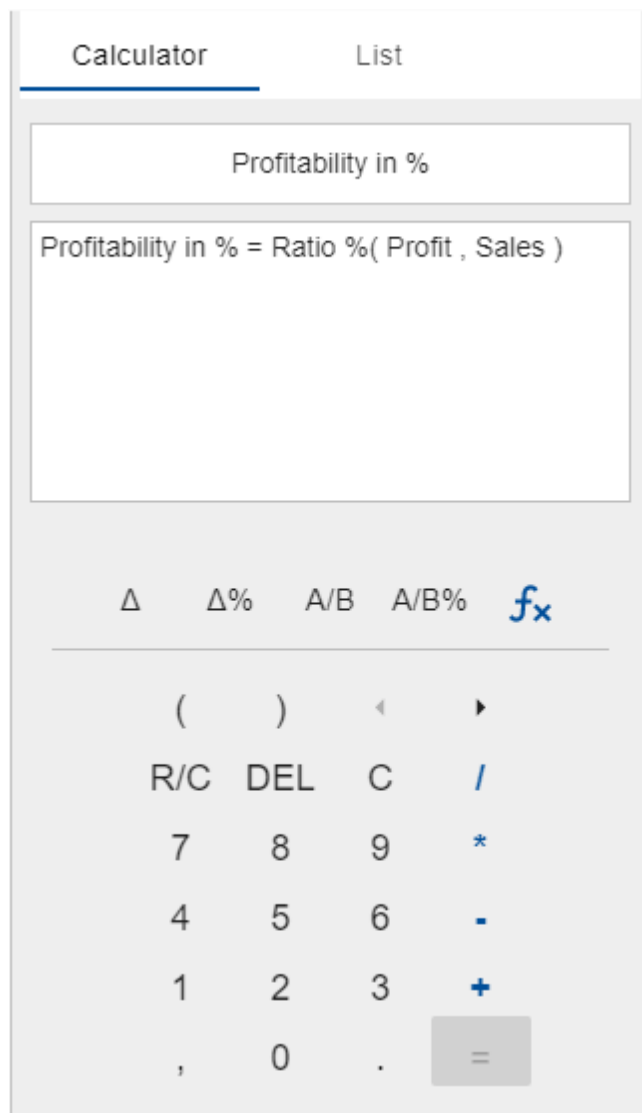 Calculator List
Profitability in %
Profitability in % = Ratio %( Profit , Sales )
Δ Δ% A/B A/B% fx
( )
R/C DEL C /
7 8 9 *
4 5 6 -
1 2 3 +
, 0 . =